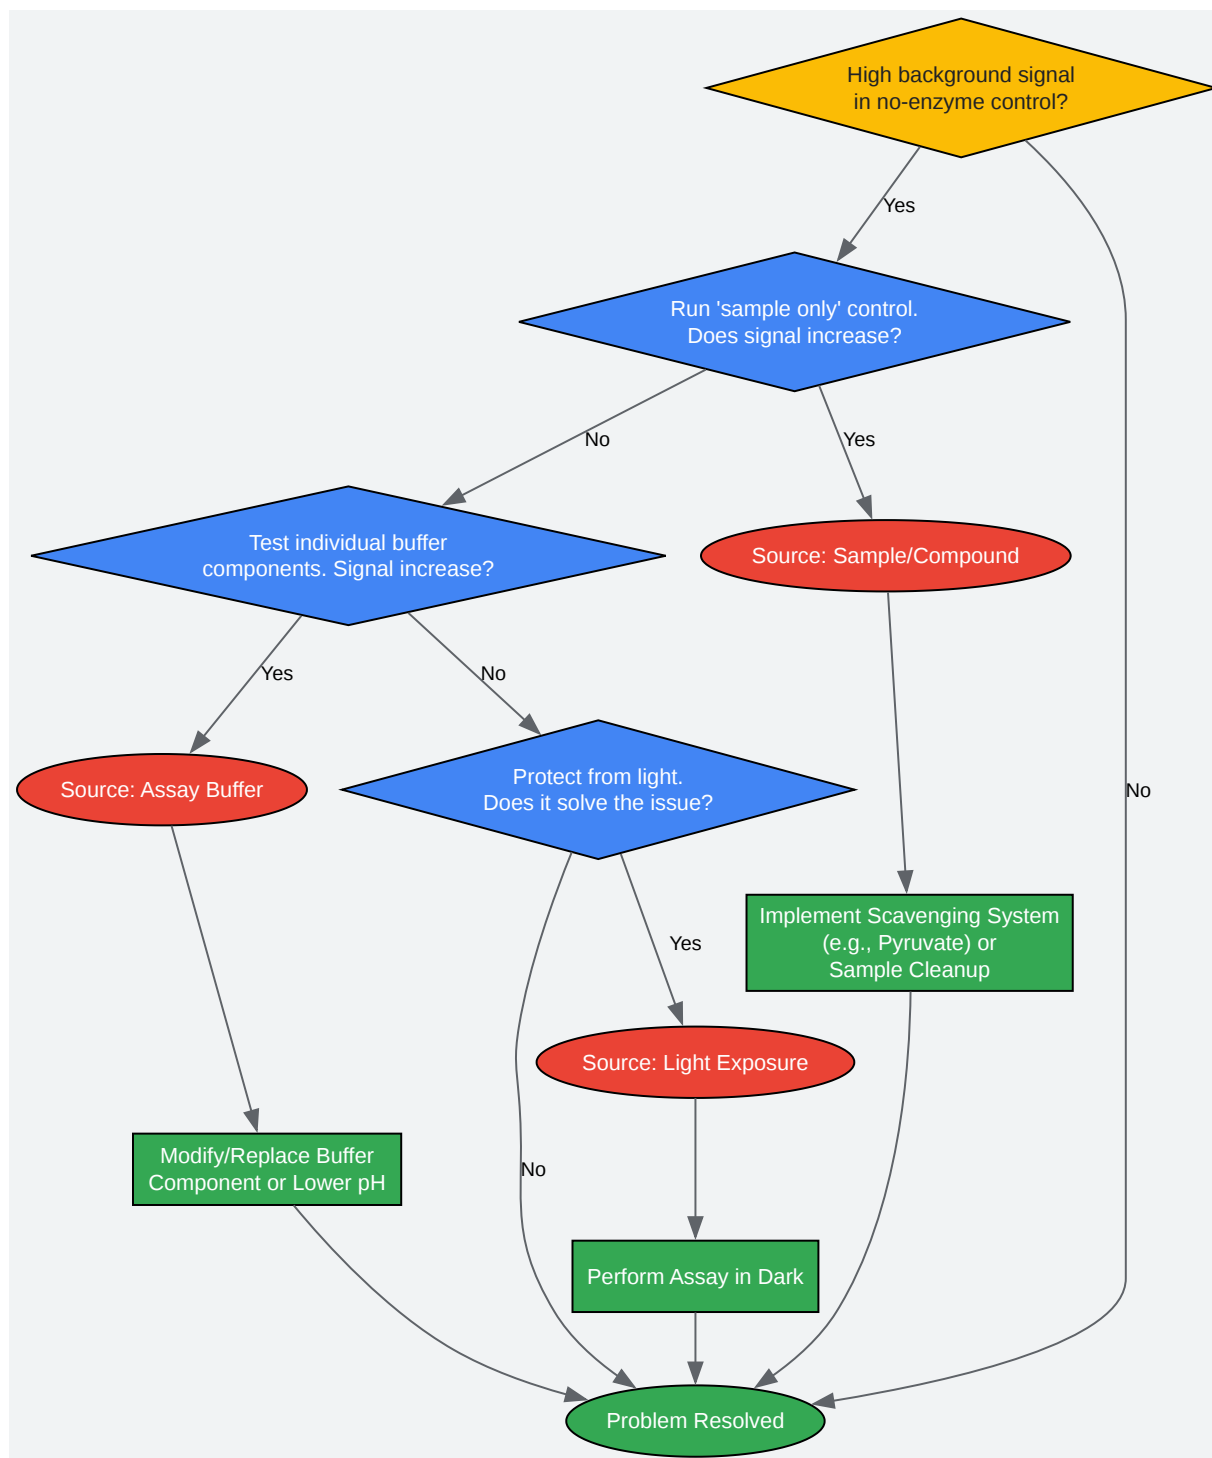 High background signal
in no-enzyme control?
Yes
Run 'sample only' control.
Does signal increase?
No
Yes
Test individual buffer
components. Signal increase?
Source: Sample/Compound
Yes
No
Source: Assay Buffer
Protect from light.
Does it solve the issue?
No
Yes
Implement Scavenging System
(e.g., Pyruvate) or
Sample Cleanup
Source: Light Exposure
Modify/Replace Buffer
Component or Lower pH
No
Perform Assay in Dark
Problem Resolved